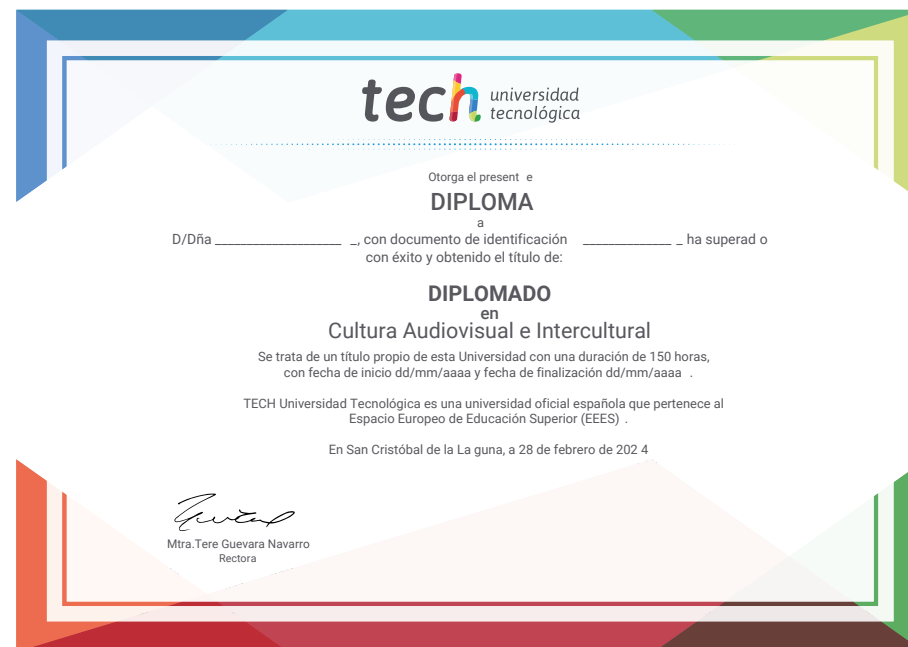 tech universidad
tecnológica
Otorga el present e
DIPLOMA
a
D/Dña ____________________ _, con documento de identificación ______________ _ ha superad o
con éxito y obtenido el título de:
DIPLOMADO
en
Cultura Audiovisual e Intercultural
Se trata de un título propio de esta Universidad con una duración de 150 horas,
con fecha de inicio dd/mm/aaaa y fecha de finalización dd/mm/aaaa .
TECH Universidad Tecnológica es una universidad oficial española que pertenece al
Espacio Europeo de Educación Superior (EEES) .
En San Cristóbal de la La guna, a 28 de febrero de 202 4
Mtra.Tere Guevara Navarro
Rectora